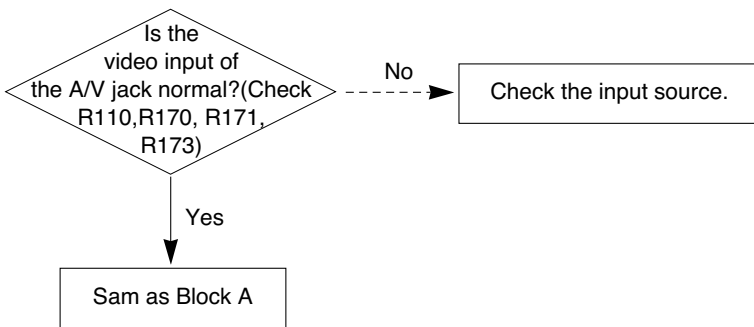 Is the
video input of
the A/V jack normal?(Check
R110,R170, R171,
R173)
No
Check the input source.
Yes
Sam as Block A